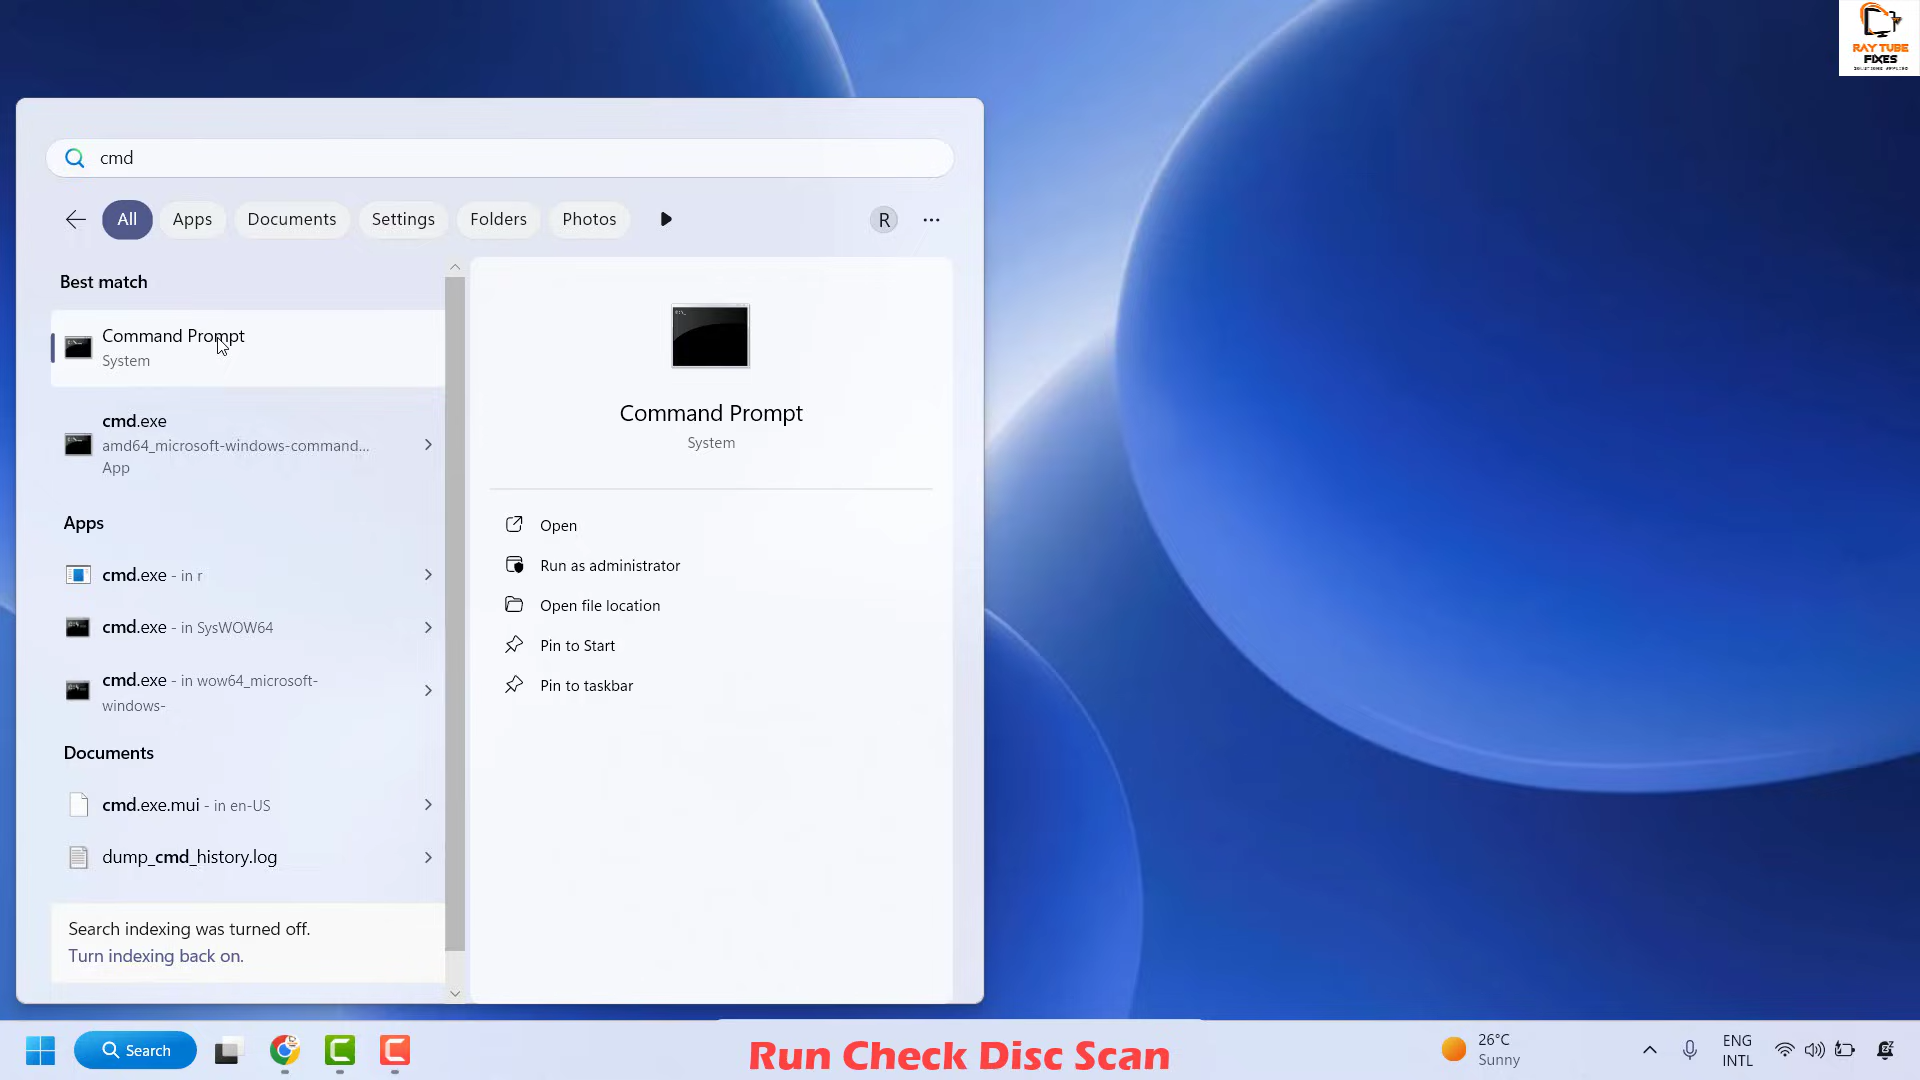 RAY TUBE
FIXES
SOLUTIONS APPLIED
cmd
All
Apps
Documents
Settings
Folders
Photos
R
Best match
Command Prompt
System
cmd.exe
amd64_microsoft-windows-command...
App
Apps
cmd.exe - in r
cmd.exe - in SysWOW64
cmd.exe - in wow64_microsoft-
windows-
Documents
cmd.exe.mui - in en-US
dump_cmd_history.log
Search indexing was turned off.
Turn indexing back on.
Command Prompt
System
Open
Run as administrator
Open file location
Pin to Start
Pin to taskbar
Search
Run Check Disc Scan
26°C
Sunny
ENG
INTL